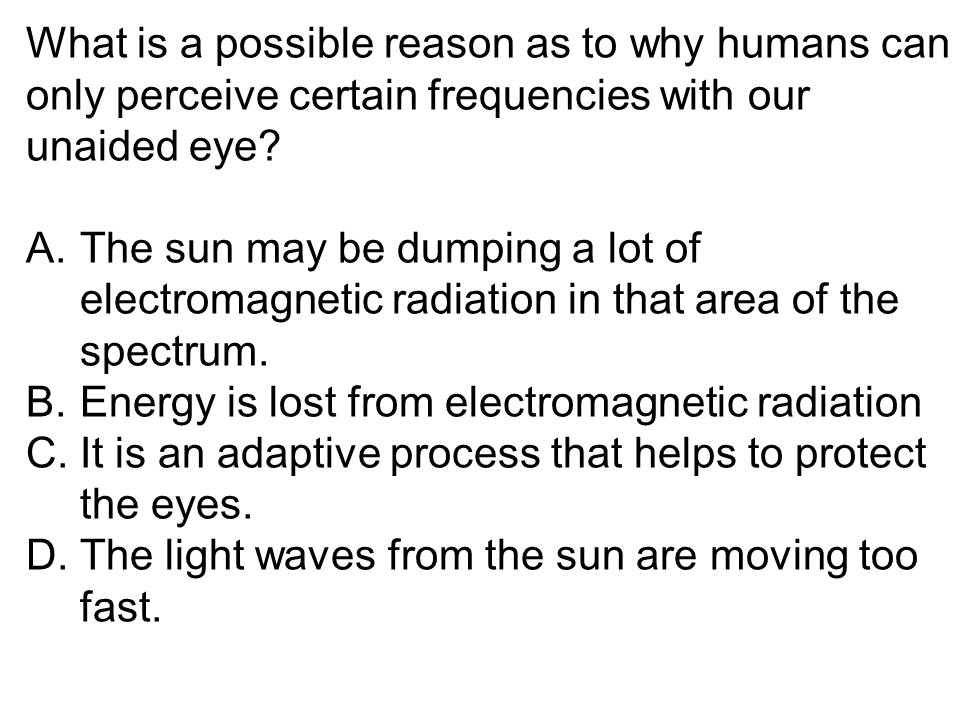 What is a possible reason as to why humans can
only perceive certain frequencies with our
unaided eye?
A. The sun may be dumping a lot of
electromagnetic radiation in that area of the
spectrum.
B. Energy is lost from electromagnetic radiation
C. It is an adaptive process that helps to protect
the eyes.
D. The light waves from the sun are moving too
fast.